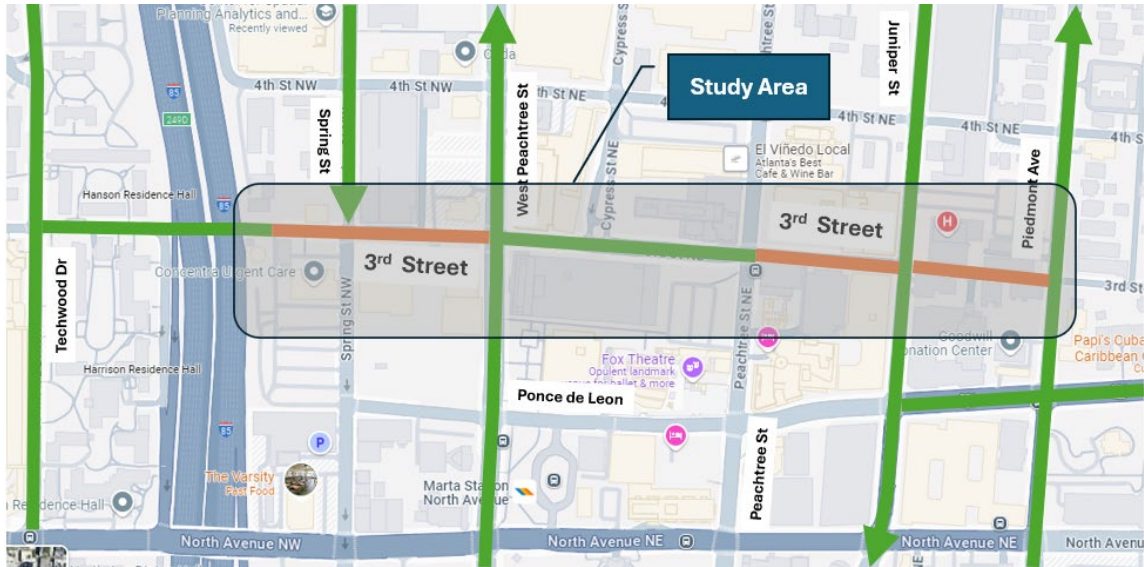 Planning Analytics and...
Recently viewed
4th St NW
4th St NW
4th St NE
4th St NE
4th St NE
85
249D
Spring St
West Peachtree St
Cypress St NE
Juniper St
Study Area
El Viñedo Local
Atlanta's Best
Cafe & Wine Bar
Hanson Residence Hall
85
Cypress St NE
H
Piedmont Ave
3rd Street
3rd Street
Concentra Urgent Care
3rd St
Techwood Dr
Spring St NW
Peachtree St NE
Goodwill
Donation Center
Papi's Cuba
Caribbean
Harrison Residence Hall
Fox Theatre
Opulent landmark
venue for ballet & more
Ponce de Leon
85
P
The Varsity
Fast Food
Marta Station
North Avenue
Peachtree St
Residence Hall
North Avenue NW
North Avenue NE
North Avenue NE
North Avenu